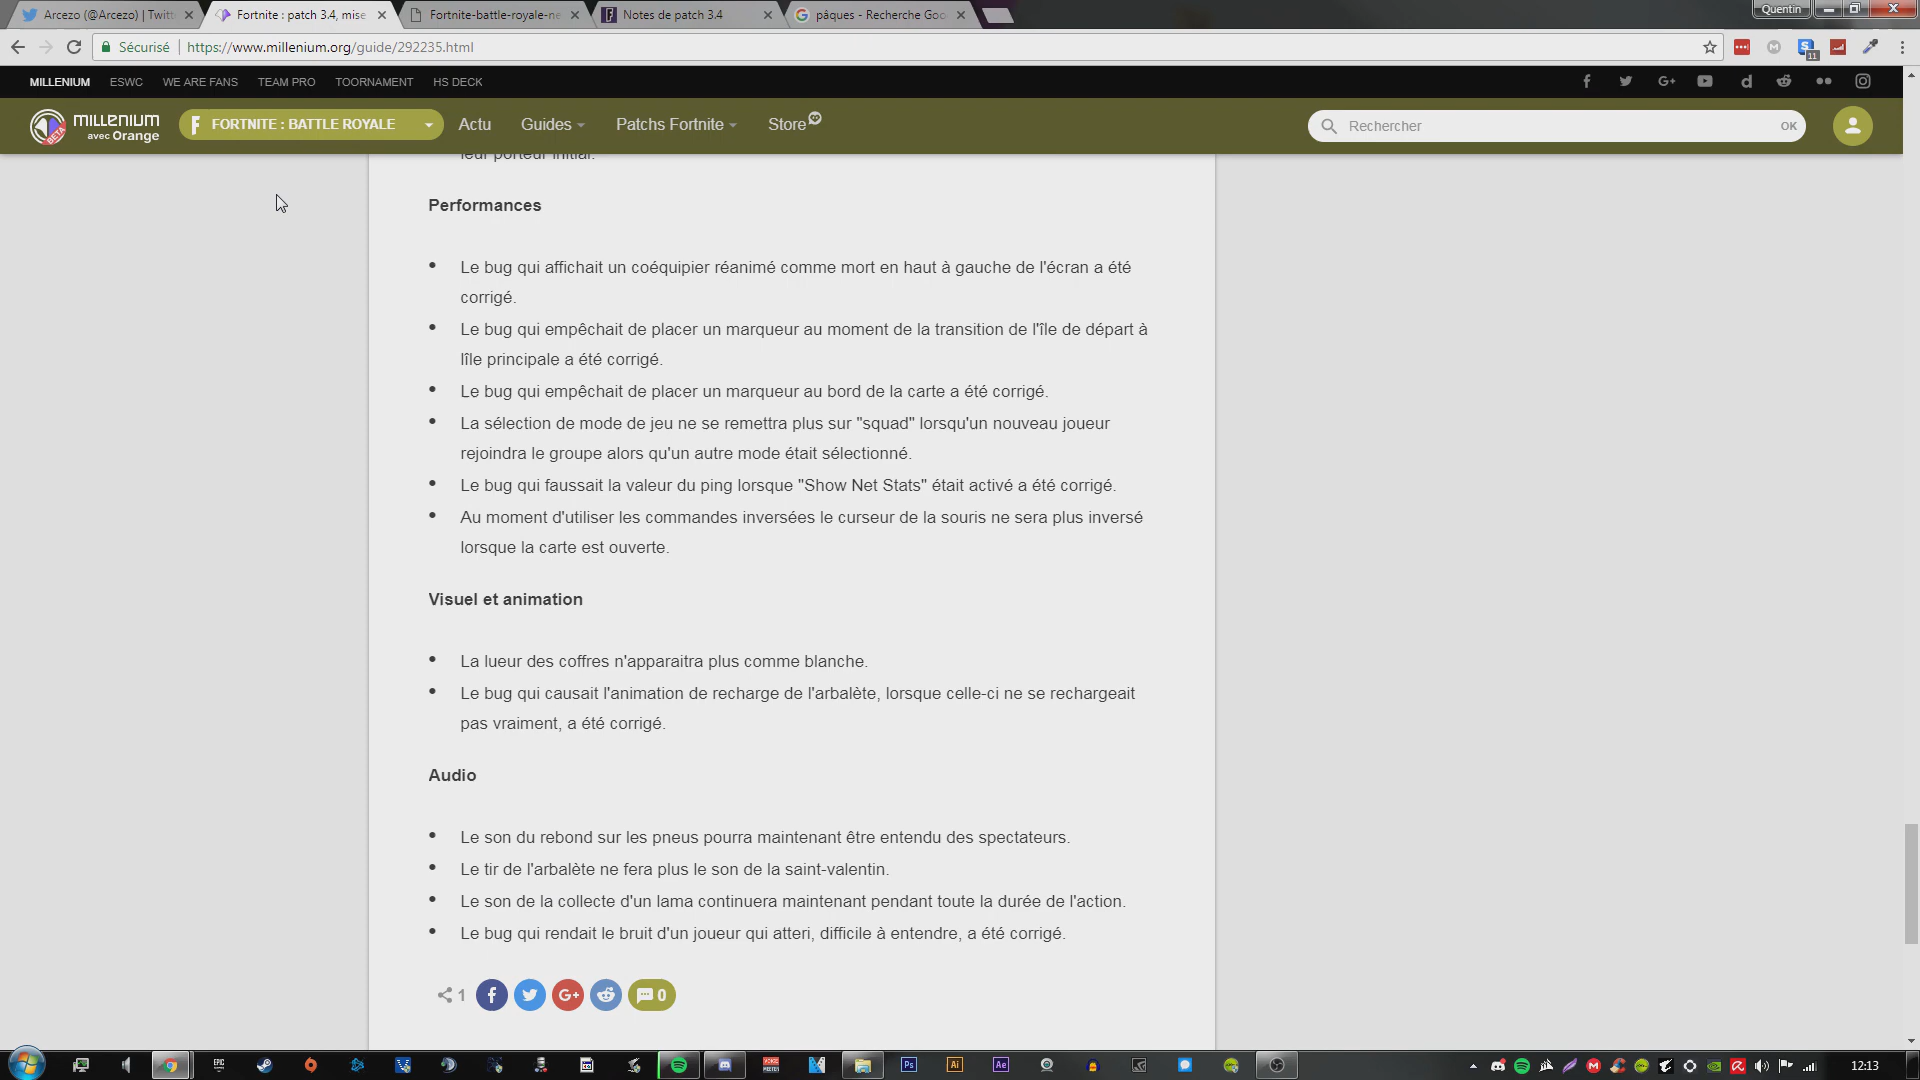 Arcezo (@Arcezo) | Twitt
Fortnite : patch 3.4, mise
Fortnite-battle-royale-ne
Notes de patch 3.4
pâques - Recherche Goo
Quentin
Sécurisé
https://www.millenium.org/guide/292235.html
11
MILLENIUM
ESWC
WE ARE FANS
TEAM PRO
TOORNAMENT
HS DECK
MILLENIUM
avec Orange
BETA
FORTNITE : BATTLE ROYALE
Actu
Guides
Patchs Fortnite
Store
Rechercher
OK
leur porteur initial.
Performances
Le bug qui affichait un coéquipier réanimé comme mort en haut à gauche de l'écran a été
corrigé.
Le bug qui empêchait de placer un marqueur au moment de la transition de l'île de départ à
lîle principale a été corrigé.
Le bug qui empêchait de placer un marqueur au bord de la carte a été corrigé.
La sélection de mode de jeu ne se remettra plus sur "squad" lorsqu'un nouveau joueur
rejoindra le groupe alors qu'un autre mode était sélectionné.
Le bug qui faussait la valeur du ping lorsque "Show Net Stats" était activé a été corrigé.
Au moment d'utiliser les commandes inversées le curseur de la souris ne sera plus inversé
lorsque la carte est ouverte.
Visuel et animation
La lueur des coffres n'apparaitra plus comme blanche.
Le bug qui causait l'animation de recharge de l'arbalète, lorsque celle-ci ne se rechargeait
pas vraiment, a été corrigé.
Audio
Le son du rebond sur les pneus pourra maintenant être entendu des spectateurs.
Le tir de l'arbalète ne fera plus le son de la saint-valentin.
Le son de la collecte d'un lama continuera maintenant pendant toute la durée de l'action.
Le bug qui rendait le bruit d'un joueur qui atteri, difficile à entendre, a été corrigé.
1
G+
0
EPIC
Ps
Ai
Ae
12:13